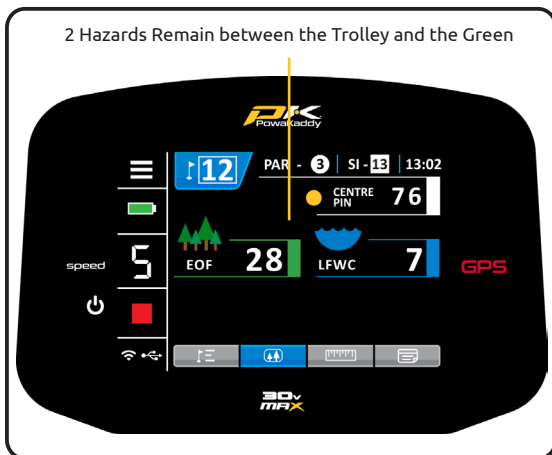 2 Hazards Remain between the Trolley and the Green
PK
PowaKaddy
12 PAR - 3 SI - 13 13:02
CENTRE PIN 76
EOF 28 LFWC 7
speed 5 GPS
30v
MAX